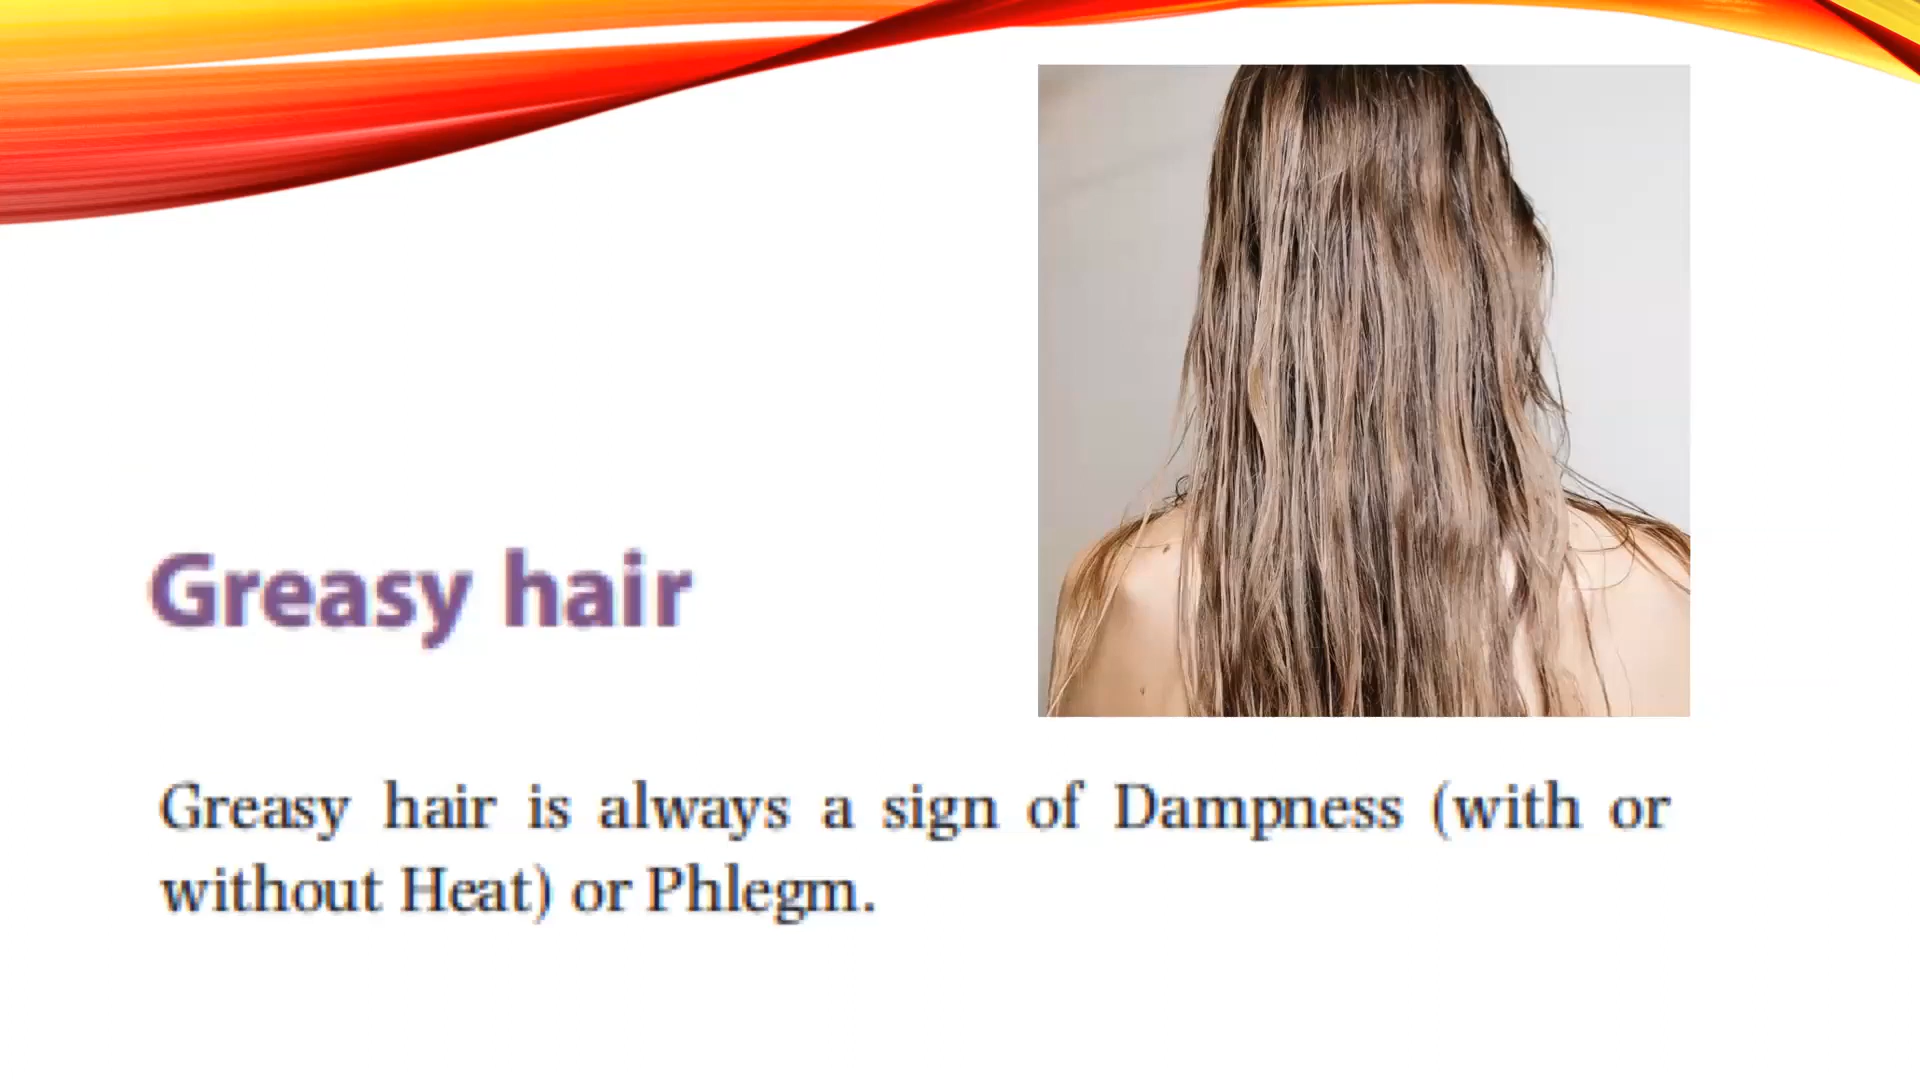 Greasy hair
Greasy hair is always a sign of Dampness (with or
without Heat) or Phlegm.